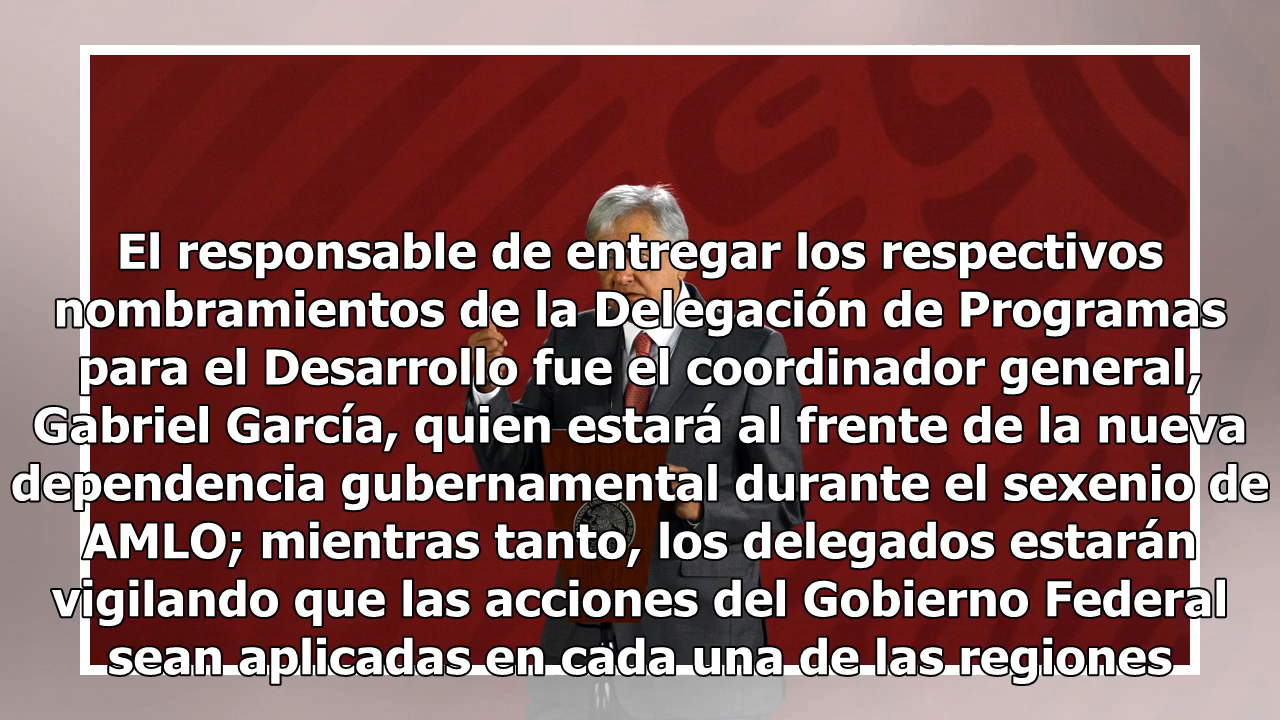 El responsable de entregar los respectivos
nombramientos de la Delegación de Programas
para el Desarrollo fue el coordinador general,
Gabriel García, quien estará al frente de la nueva
dependencia gubernamental durante el sexenio de
AMLO; mientras tanto, los delegados estarán
vigilando que las acciones del Gobierno Federal
sean aplicadas en cada una de las regiones